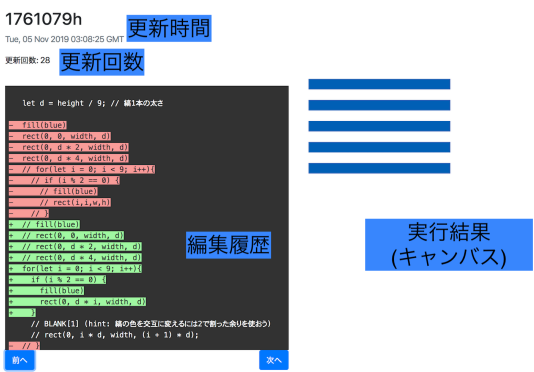 1761079h
更新時間
Tue, 05 Nov 2019 03:08:25 GMT
更新回数: 28
更新回数
let d = height / 9; // 縞1本の太さ
-  fill(blue)
-  rect(0, 0, width, d)
-  rect(0, d * 2, width, d)
-  rect(0, d * 4, width, d)
-  // for(let i = 0; i < 9; i++){
-    // if (i % 2 == 0) {
-      // fill(blue)
-      // rect(i,i,w,h)
-    // }
+  // fill(blue)
+  // rect(0, 0, width, d)
+  // rect(0, d * 2, width, d)
+  // rect(0, d * 4, width, d)
+  for(let i = 0; i < 9; i++){
+    if (i % 2 == 0) {
+      fill(blue)
+      rect(0, d * i, width, d)
+    }
// BLANK[1] (hint: 縞の色を交互に変えるには2で割った余りを使おう)
// rect(0, i * d, width, (i + 1) * d);
-  // }
編集履歴
実行結果
(キャンバス)
前へ
次へ